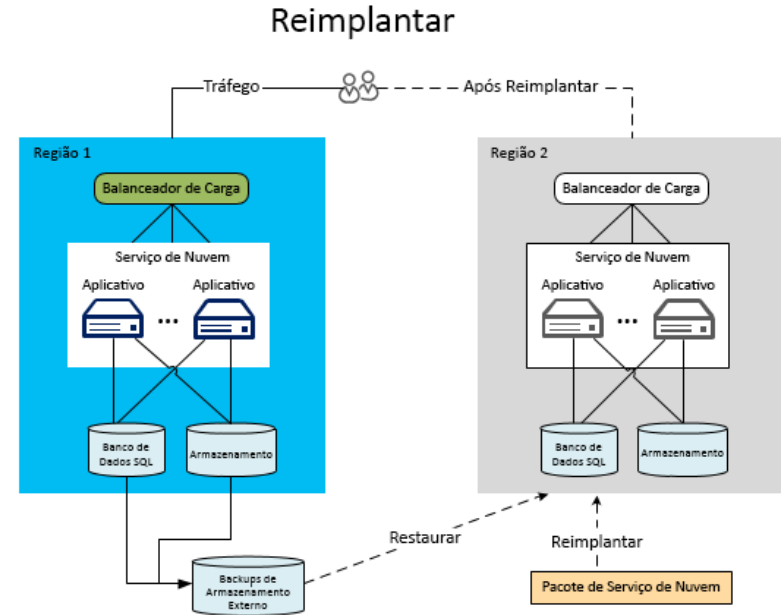 Reimplantar
Tráfego
Após Reimplantar
Região 1
Balanceador de Carga
Serviço de Nuvem
Aplicativo
Aplicativo
...
Banco de
Dados SQL
Armazenamento
Backups de
Armazenamento
Externo
Região 2
Balanceador de Carga
Serviço de Nuvem
Aplicativo
Aplicativo
...
Banco de
Dados SQL
Armazenamento
Restaurar
Reimplantar
Pacote de Serviço de Nuvem